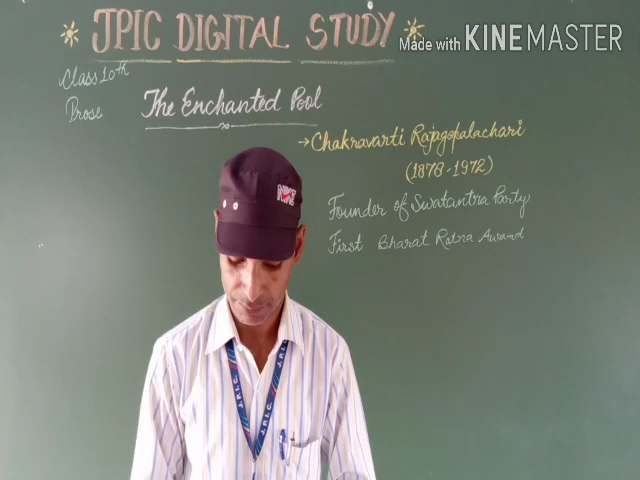 JPIC DIGITAL STUDY
Made with KINEMASTER
Class 10th
Prose
The Enchanted Pool
→ Chakravarti Rajagopalachari
(1878-1972)
Founder of Swatantra Party
First Bharat Ratna Award
NIKE
J.P.I.C.
J.P.I.C.